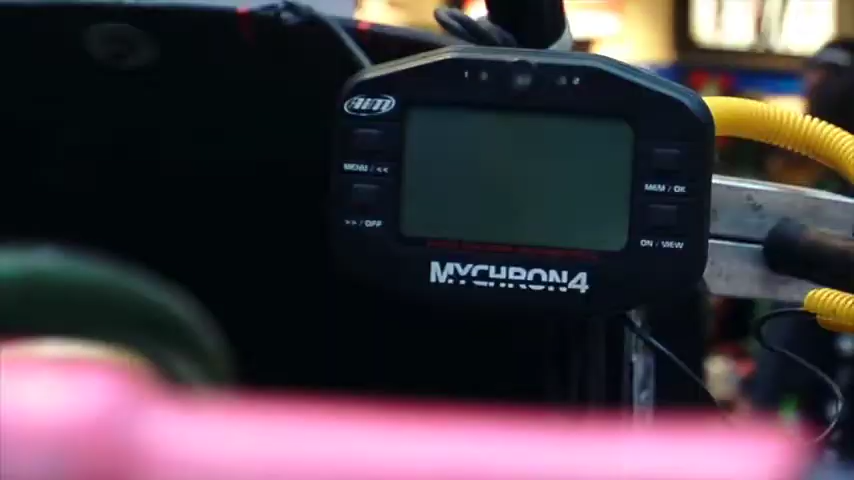 AIM
MENU / <<
>> / OFF
MEM / OK
ON / VIEW
MYCHRON4